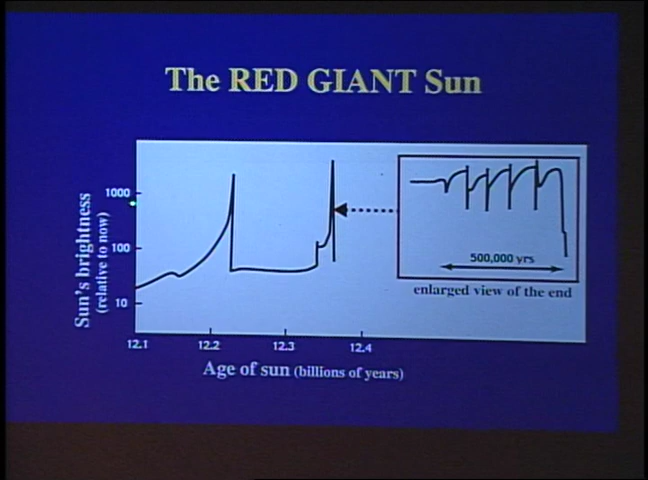 The RED GIANT Sun
Sun's brightness
(relative to now)
1000
100
10
12.1
12.2
12.3
12.4
Age of sun (billions of years)
500,000 yrs
enlarged view of the end